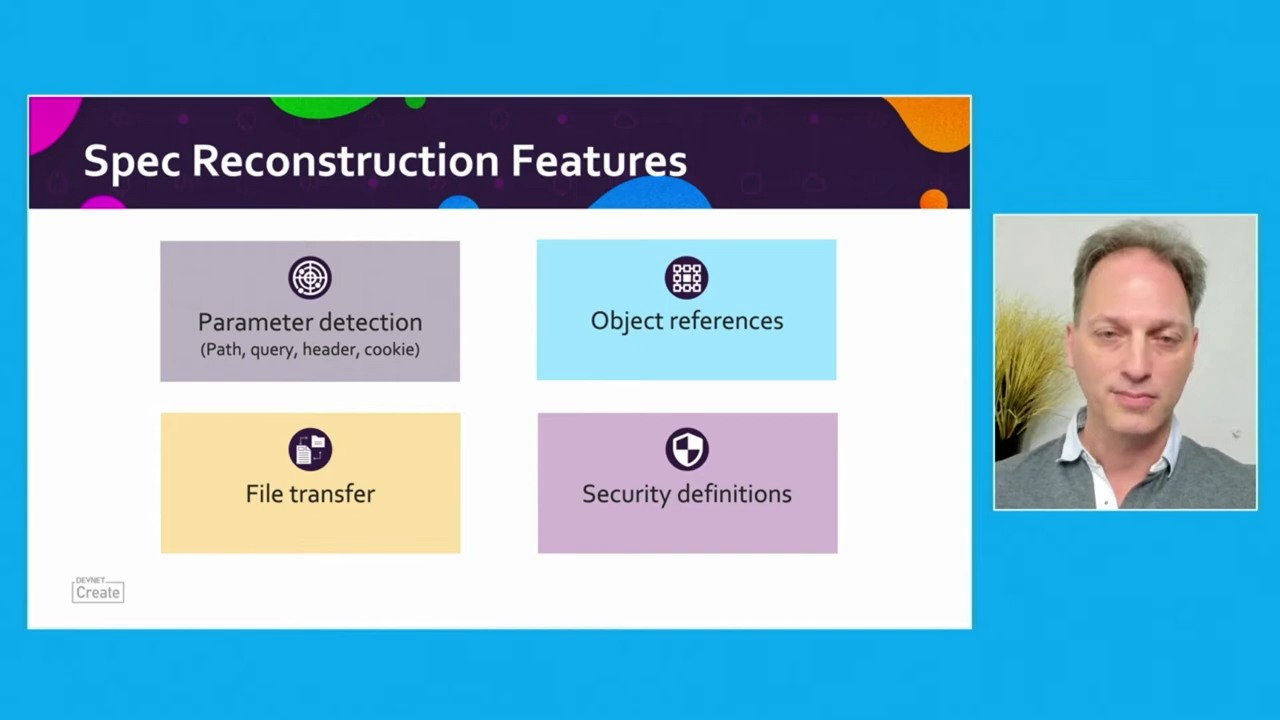 Spec Reconstruction Features
Parameter detection
(Path, query, header, cookie)
Object references
File transfer
Security definitions
DEVNET
Create